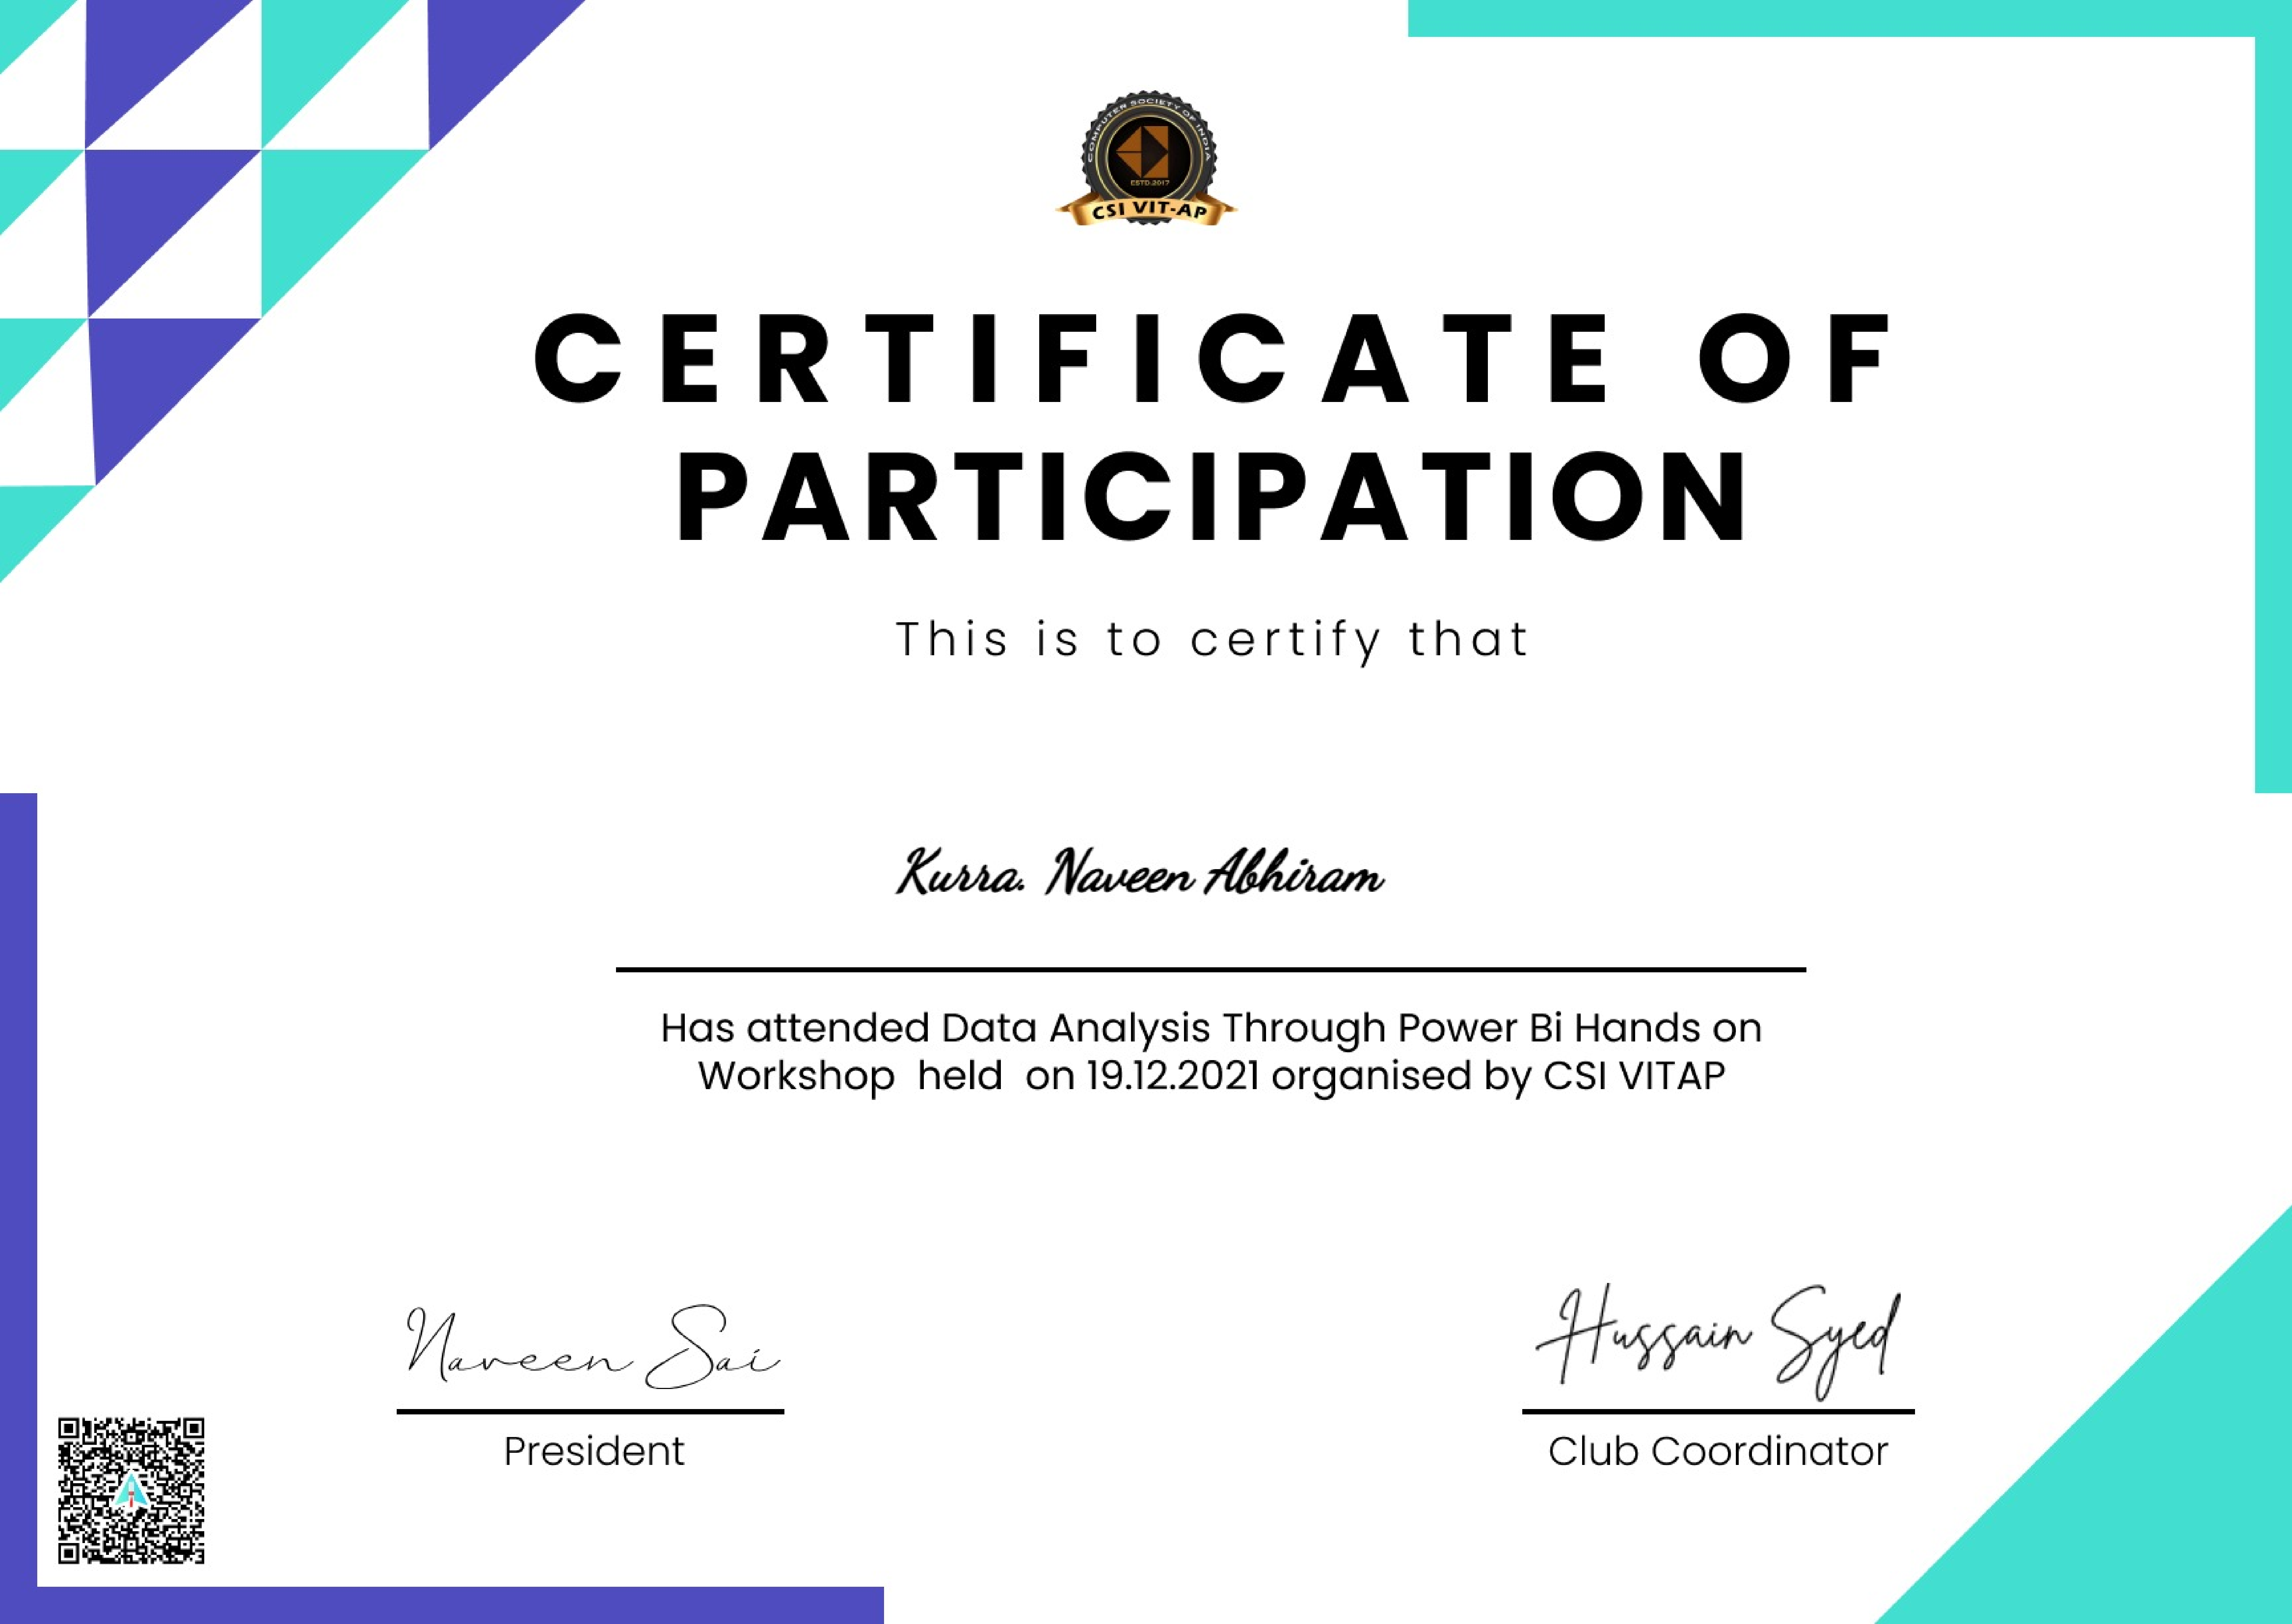 COMPUTER SOCIETY OF INDIA
ESTD.2017
CSI VIT-AP
CERTIFICATE OF
PARTICIPATION
This is to certify that
Kurra. Naveen Abhiram
Has attended Data Analysis Through Power Bi Hands on
Workshop held on 19.12.2021 organised by CSI VITAP
Naveen Sai
Hussain Syed
President
Club Coordinator